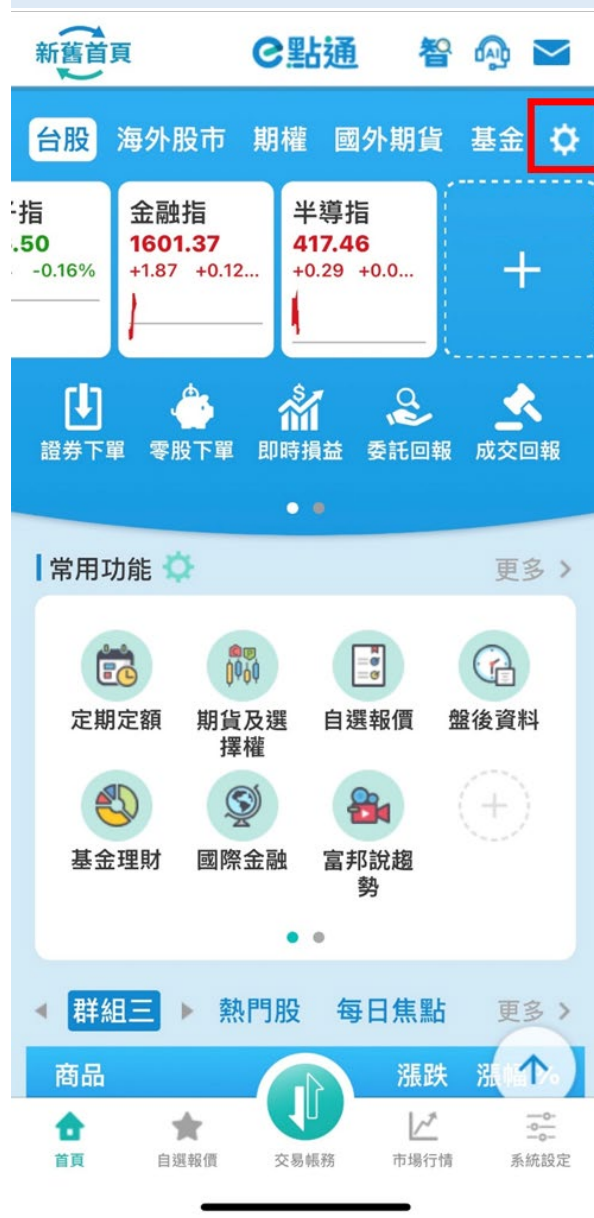 新舊首頁
e點通
智
AI
台股 海外股市 期權 國外期貨 基金
子指 金融指 半導指
.50 1601.37 417.46
-0.16% +1.87 +0.12... +0.29 +0.0...
證券下單 零股下單 即時損益 委託回報 成交回報
常用功能 更多
定期定額 期貨及選 自選報價 盤後資料
擇權
基金理財 國際金融 富邦說趨
勢
群組三 熱門股 每日焦點 更多
商品 漲跌 漲幅%
首頁 自選報價 交易帳務 市場行情 系統設定